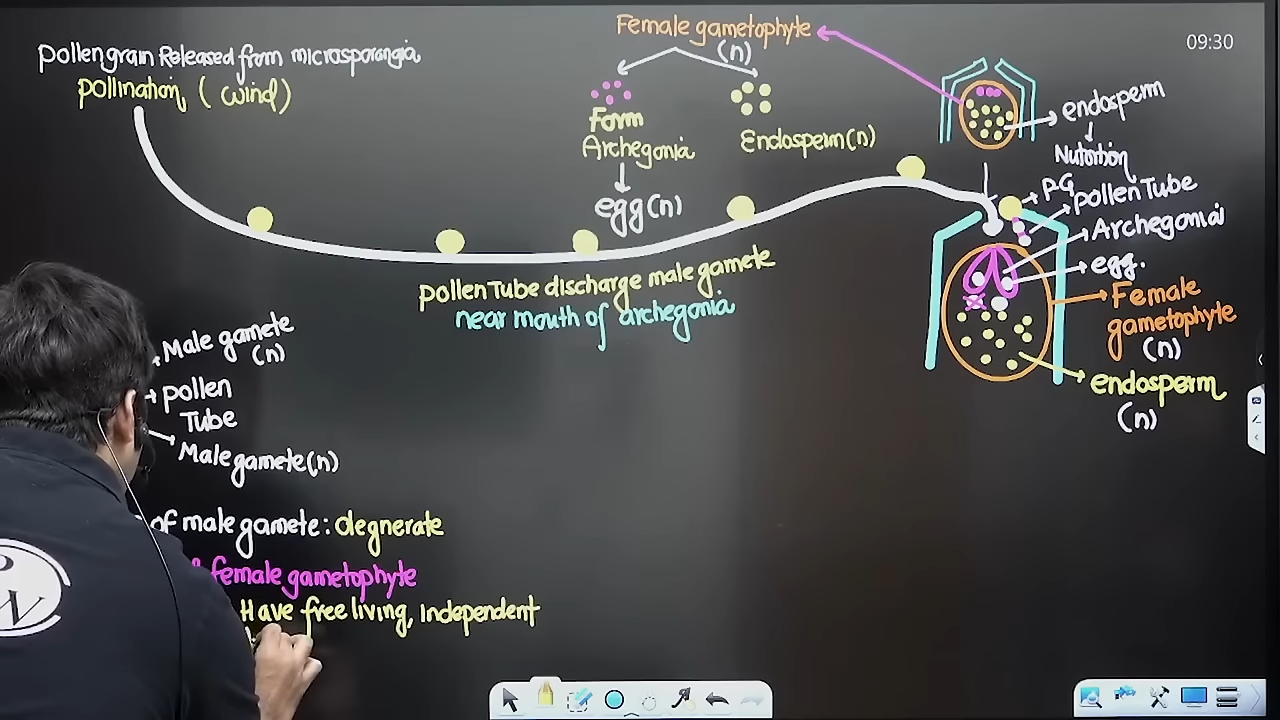 Pollengrain Released from microsporangia
pollination, (wind)
Female gametophyte
(n)
Form
Archegonia
egg(n)
Endosperm(n)
09:30
endosperm
Nutrition
PG
pollen Tube
Archegonia
egg.
Female
gametophyte
(n)
endosperm
(n)
pollen Tube discharge male gamete
near mouth of archegonia
Male gamete
(n)
pollen
Tube
Male gamete(n)
of male gamete: degnerate
female gametophyte
Have free living, independent
P
W